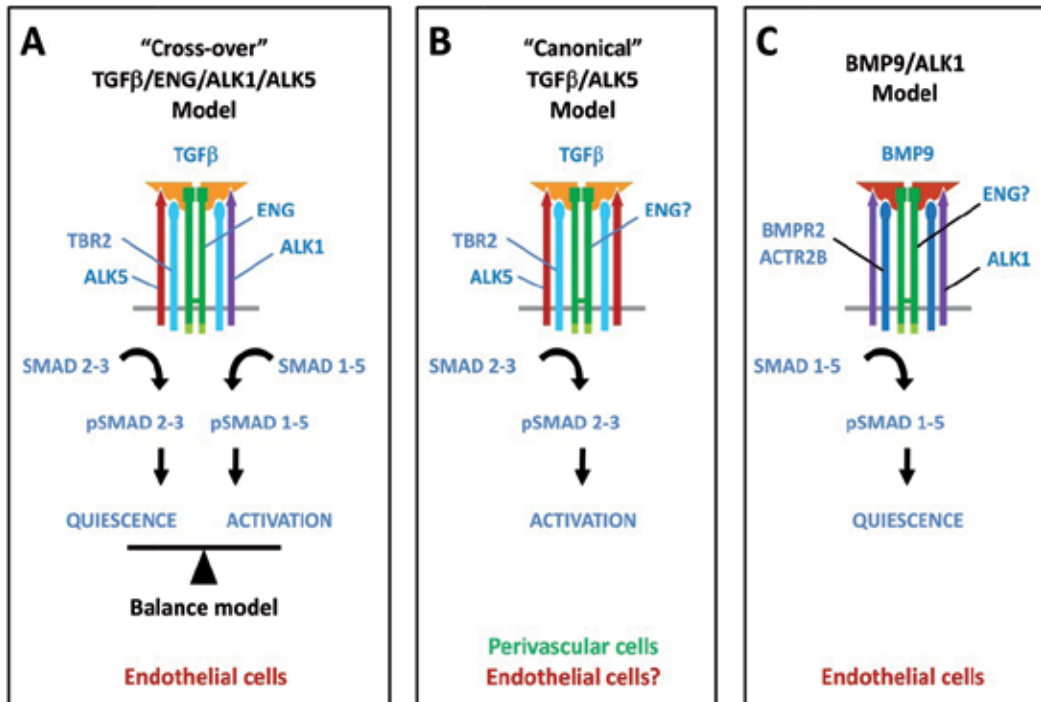 A
“Cross-over”
TGFβ/ENG/ALK1/ALK5
Model
TGFβ
ENG
TBR2
ALK1
ALK5
SMAD 2-3
SMAD 1-5
pSMAD 2-3
pSMAD 1-5
QUIESCENCE
ACTIVATION
Balance model
Endothelial cells
B
“Canonical”
TGFβ/ALK5
Model
TGFβ
ENG?
TBR2
ALK5
SMAD 2-3
pSMAD 2-3
ACTIVATION
Perivascular cells
Endothelial cells?
C
BMP9/ALK1
Model
BMP9
ENG?
BMPR2
ACTR2B
ALK1
SMAD 1-5
pSMAD 1-5
QUIESCENCE
Endothelial cells